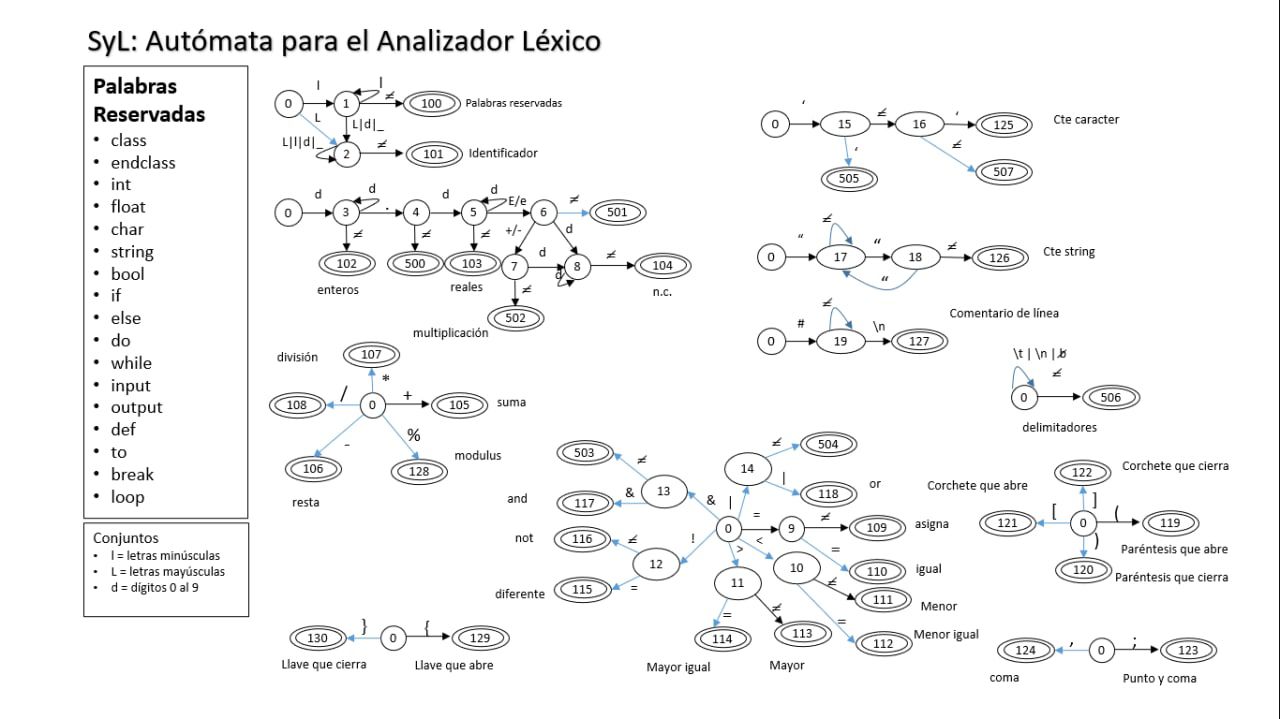 SyL: Autómata para el Analizador Léxico
Palabras
Reservadas
• class
• endclass
• int
• float
• char
• string
• bool
• if
• else
• do
• while
• input
• output
• def
• to
• break
• loop
Conjuntos
• l = letras minúsculas
• L = letras mayúsculas
• d = dígitos 0 al 9
0 l 1 l ≠ 100 Palabras reservadas
L L|d|_
L|l|d|_ 2 ≠ 101 Identificador
0 d 3 d . 4 d 5 d E/e 6 ≠ 501
≠ ≠ ≠ +/- d
102 500 103 7 d 8 d ≠ 104
enteros reales n.c.
≠
502
multiplicación
división 107
*
108 / 0 + 105 suma
- %
106 128 modulus
resta
‘ ≠ ‘
0 15 16 125 Cte caracter
‘ ≠
505 507
“ ≠ “ ≠
0 17 18 126 Cte string
“
Comentario de línea
# ≠ \n
0 19 127
\t | \n | b
≠
0 506
delimitadores
503 ≠ 13 & 117
and
&
14 ≠ 504
| | 118 or
0 = 9 ≠ 109 asigna
= 110 igual
not 116 ≠ 12 !
diferente 115 =
> 11 < 10 ≠ 111 Menor
= 112 Menor igual
= 114 ≠ 113
Mayor igual Mayor
122 Corchete que cierra
Corchete que abre ]
121 [ 0 ( 119
) Paréntesis que abre
120 Paréntesis que cierra
130 } 0 { 129
Llave que cierra Llave que abre
124 , 0 ; 123
coma Punto y coma